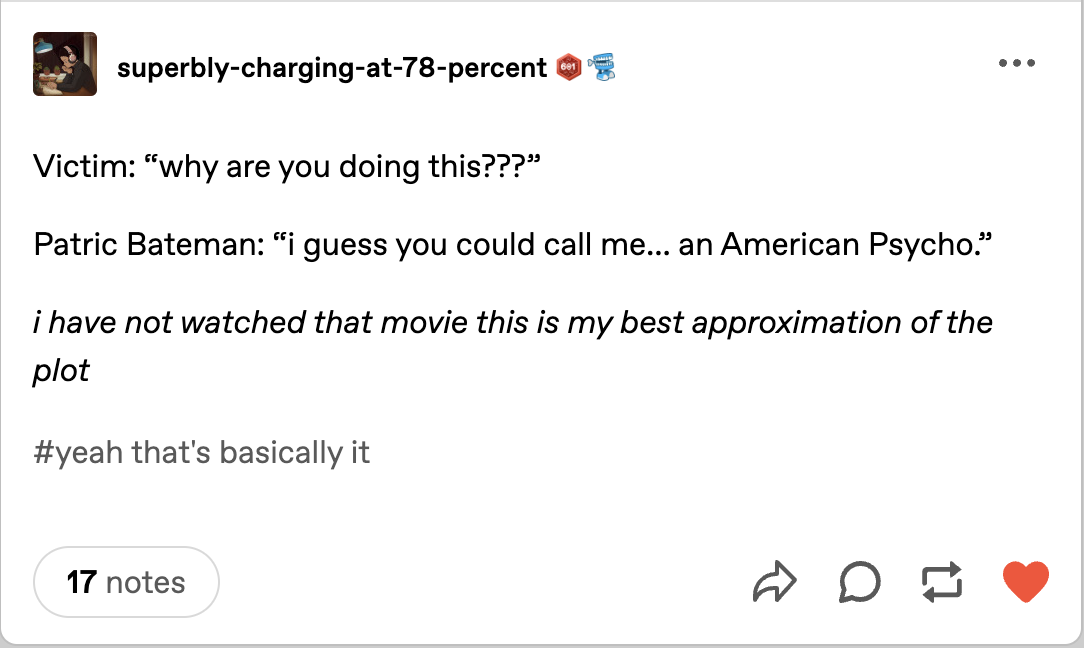 superbly-charging-at-78-percent
Victim: “why are you doing this???”
Patric Bateman: “i guess you could call me... an American Psycho.”
i have not watched that movie this is my best approximation of the
plot
#yeah that's basically it
17 notes